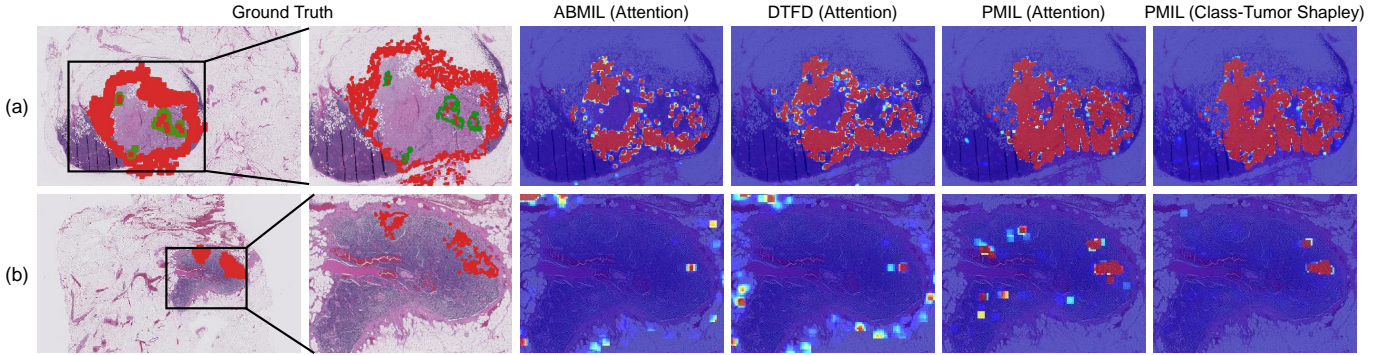 Ground Truth
ABMIL (Attention)
DTFD (Attention)
PMIL (Attention)
PMIL (Class-Tumor Shapley)
(a)
(b)